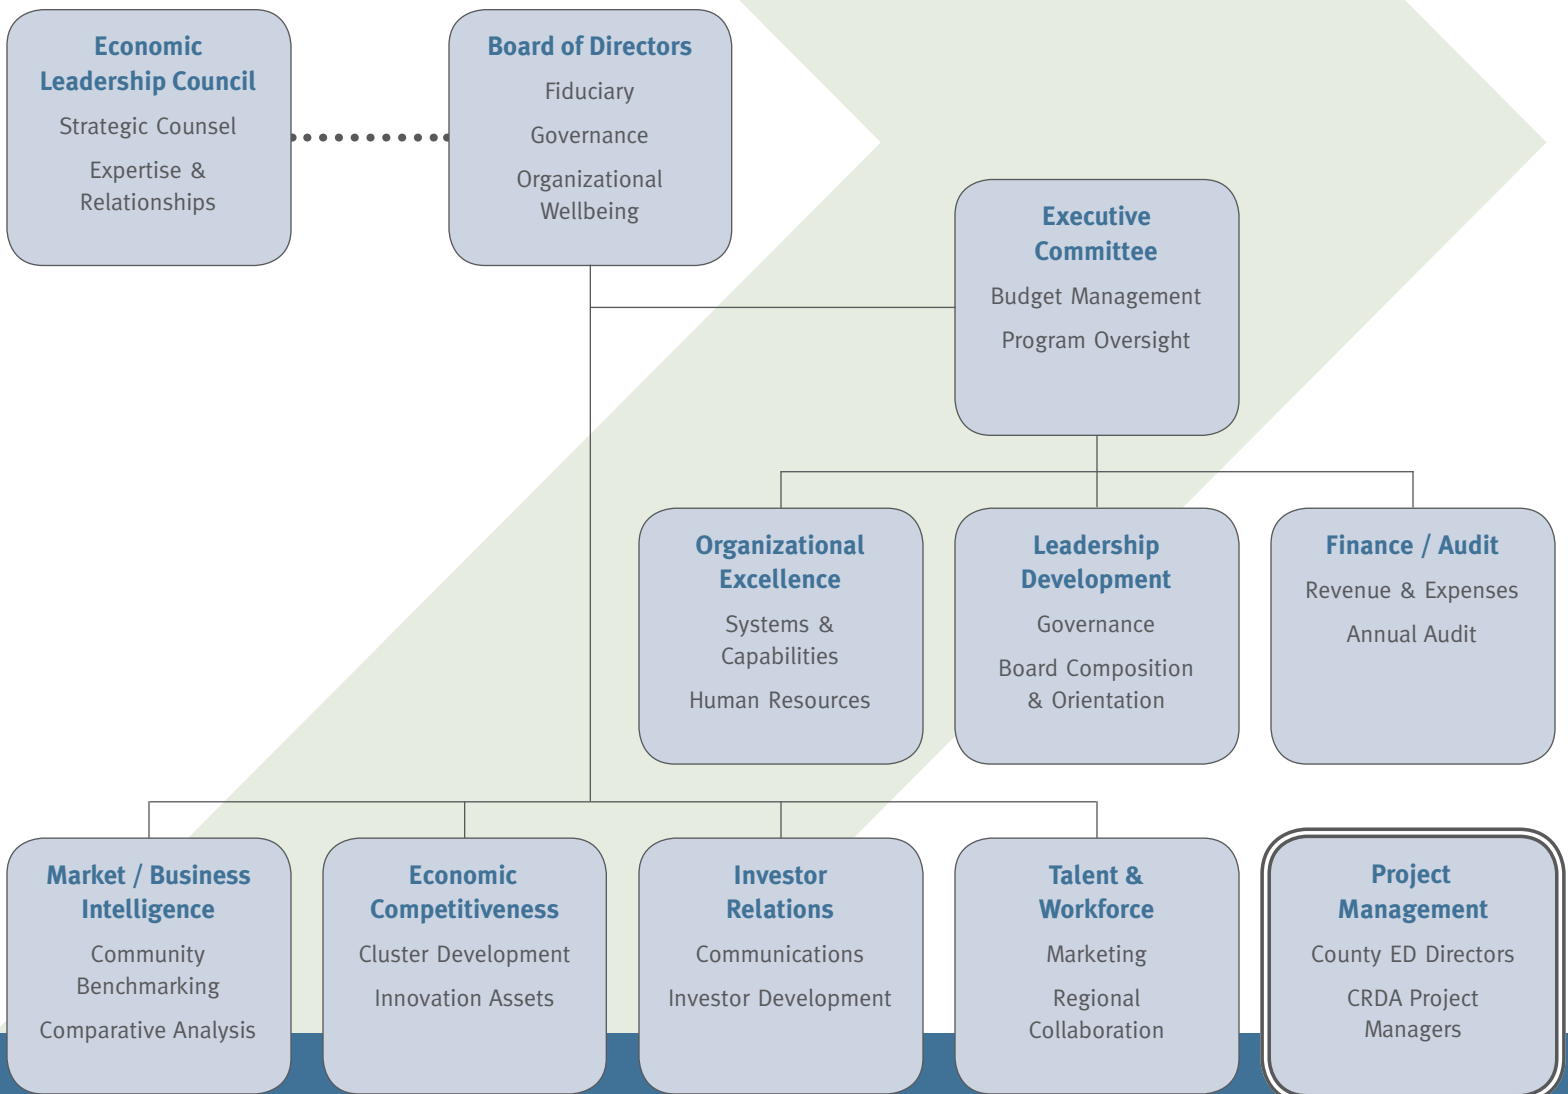 Economic
Leadership Council
Strategic Counsel
Expertise &
Relationships
Board of Directors
Fiduciary
Governance
Organizational
Wellbeing
Executive
Committee
Budget Management
Program Oversight
Organizational
Excellence
Systems &
Capabilities
Human Resources
Leadership
Development
Governance
Board Composition
& Orientation
Finance / Audit
Revenue & Expenses
Annual Audit
Market / Business
Intelligence
Community
Benchmarking
Comparative Analysis
Economic
Competitiveness
Cluster Development
Innovation Assets
Investor
Relations
Communications
Investor Development
Talent &
Workforce
Marketing
Regional
Collaboration
Project
Management
County ED Directors
CRDA Project
Managers